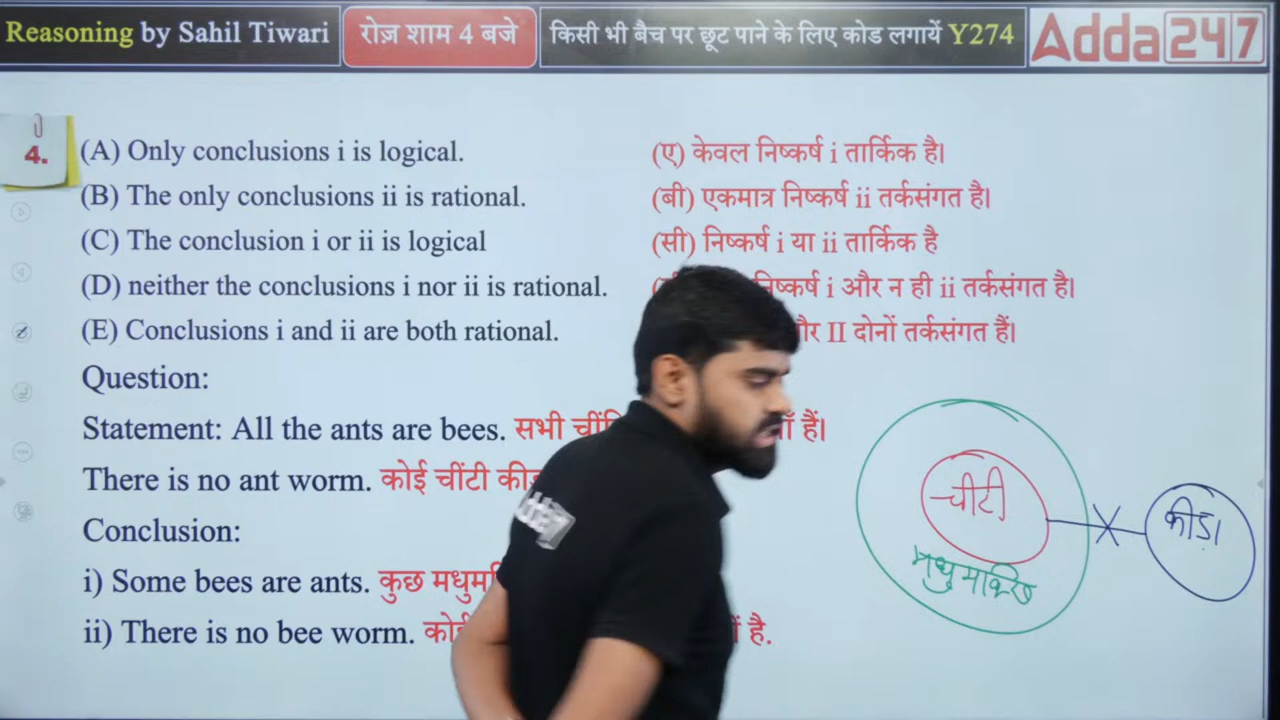 Reasoning by Sahil Tiwari रोज़ शाम 4 बजे किसी भी बैच पर छूट पाने के लिए कोड लगायें Y274 Adda247
4.
(A) Only conclusions i is logical. (ए) केवल निष्कर्ष i तार्किक है।
(B) The only conclusions ii is rational. (बी) एकमात्र निष्कर्ष ii तर्कसंगत है।
(C) The conclusion i or ii is logical (सी) निष्कर्ष i या ii तार्किक है
(D) neither the conclusions i nor ii is rational. निष्कर्ष i और न ही ii तर्कसंगत है।
(E) Conclusions i and ii are both rational. II दोनों तर्कसंगत हैं।
Question:
Statement: All the ants are bees. सभी हैं।
There is no ant worm. कोई चींटी
Conclusion:
i) Some bees are ants. कुछ
ii) There is no bee worm. है.
चीटी
कीड़ा